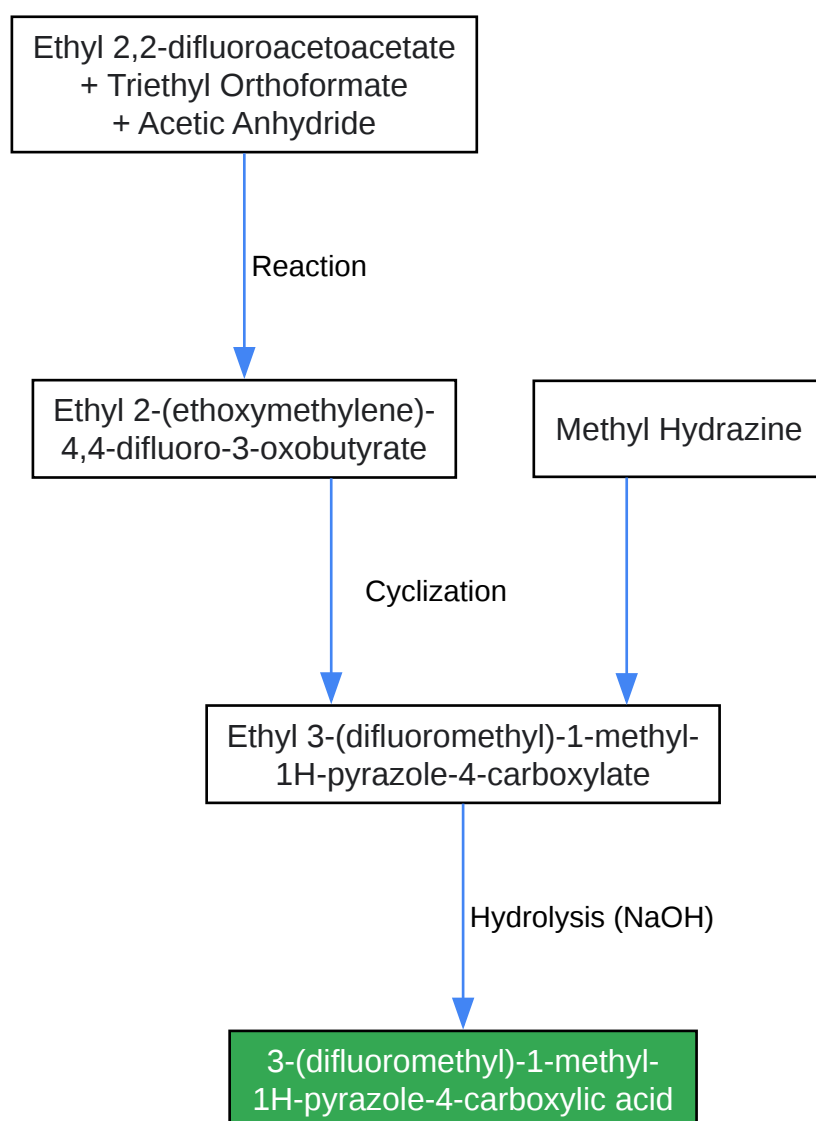 Ethyl 2,2-difluoroacetoacetate
+ Triethyl Orthoformate
+ Acetic Anhydride
Reaction
Ethyl 2-(ethoxymethylene)-
4,4-difluoro-3-oxobutyrate
Methyl Hydrazine
Cyclization
Ethyl 3-(difluoromethyl)-1-methyl-
1H-pyrazole-4-carboxylate
Hydrolysis (NaOH)
3-(difluoromethyl)-1-methyl-
1H-pyrazole-4-carboxylic acid